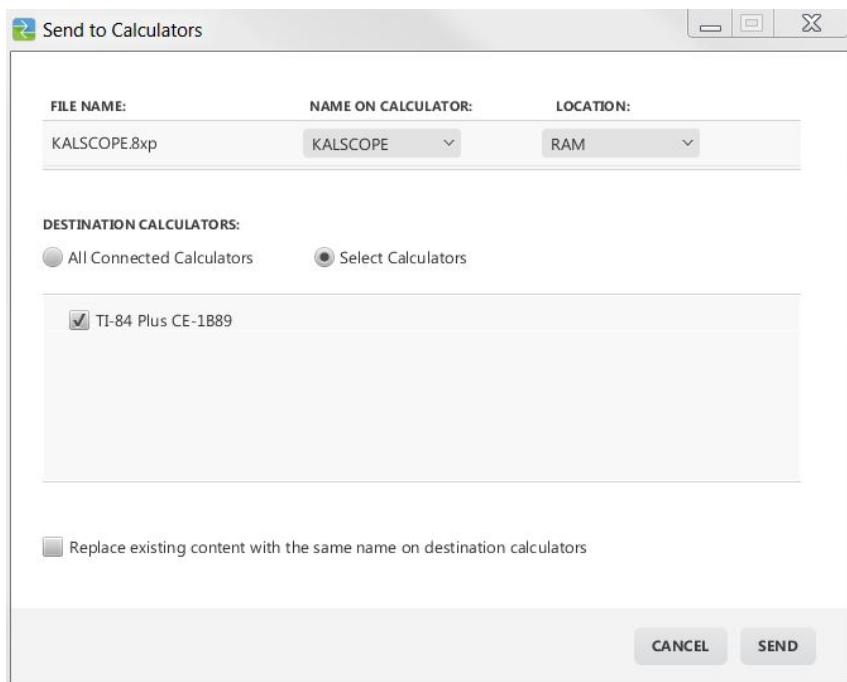 Send to Calculators
FILE NAME: NAME ON CALCULATOR: LOCATION:
KALSCOPE.8xp KALSCOPE RAM
DESTINATION CALCULATORS:
All Connected Calculators Select Calculators
TI-84 Plus CE-1B89
Replace existing content with the same name on destination calculators
CANCEL SEND